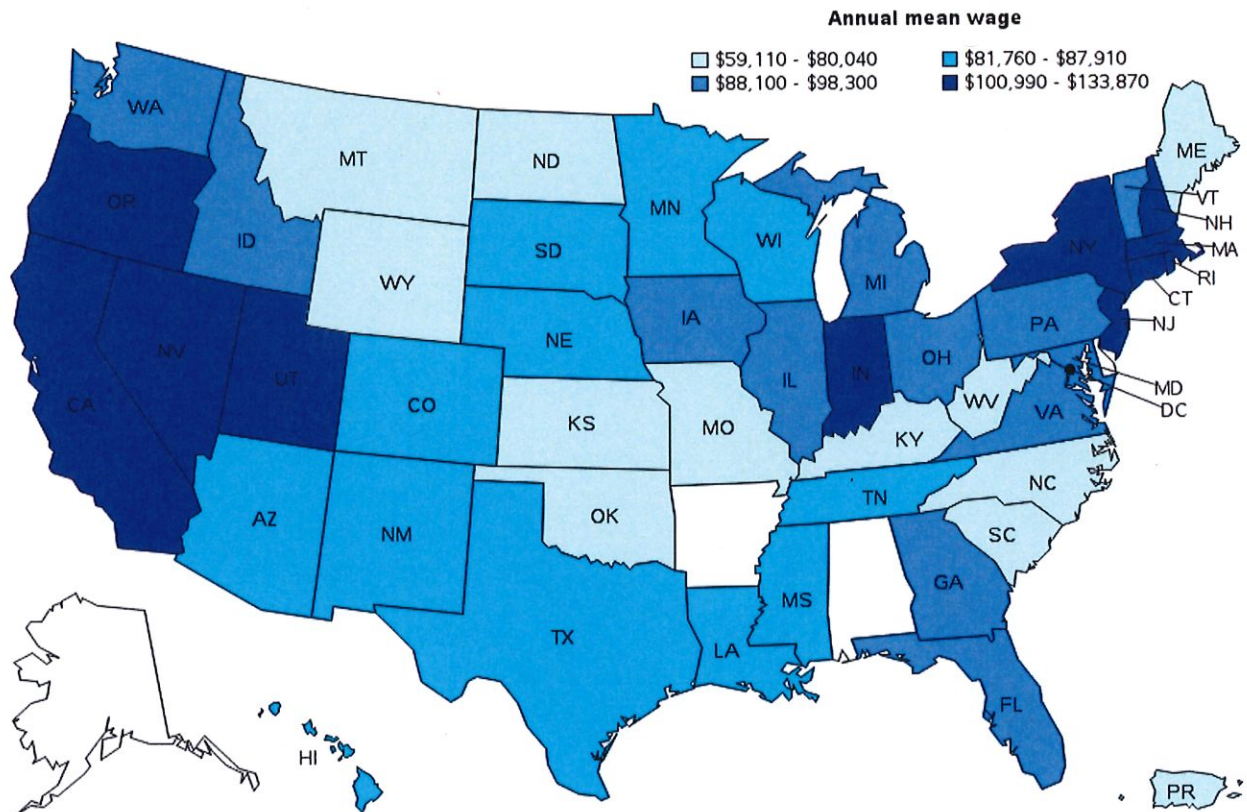 Annual mean wage
$59,110 - $80,040 $81,760 - $87,910
$88,100 - $98,300 $100,990 - $133,870
WA
MT
ND
ME
OR
ID
MN
VT
NH
SD
WI
NY
MA
WY
MI
RI
CT
IA
PA
NJ
NE
NV
UT
IL
IN
OH
MD
CA
CO
WV
VA
DC
KS
MO
KY
AZ
NM
OK
TN
NC
SC
MS
GA
TX
LA
FL
HI
PR